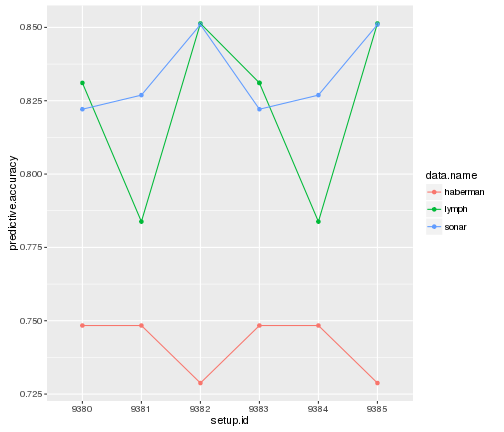 0.850
0.825
0.800
0.775
0.750
0.725
predictive.accuracy
9380 9381 9382 9383 9384 9385
setup.id
data.name
haberman
lymph
sonar